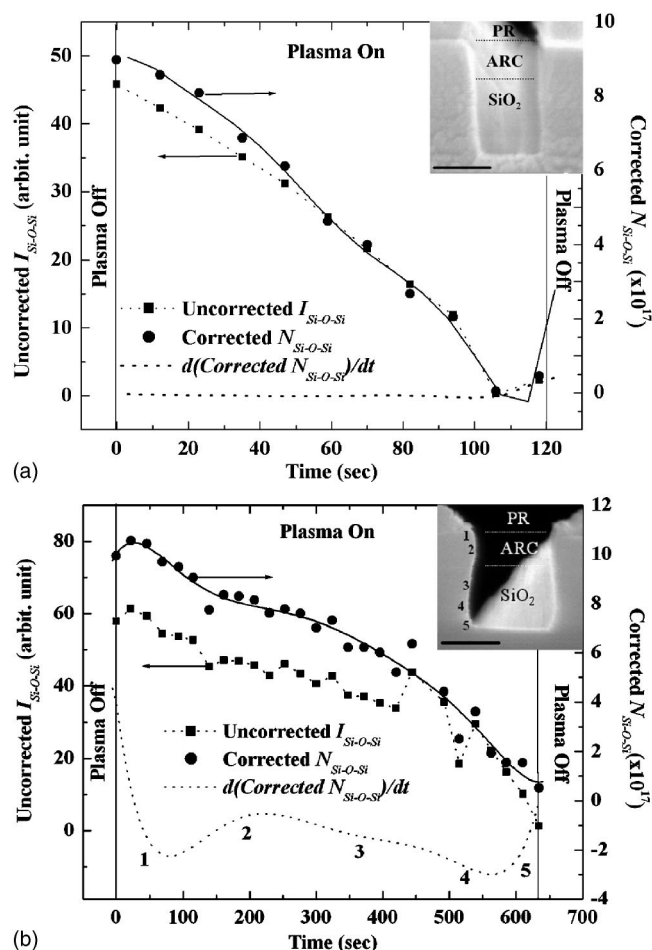 Plasma On
PR
ARC
SiO₂
Uncorrected I_Si-O-Si (arbit. unit)
50
40
30
20
10
0
Plasma Off
Uncorrected I_Si-O-Si
Corrected N_Si-O-Si
d(Corrected N_Si-O-Si)/dt
Plasma Off
10
8
6
4
2
0
Corrected N_Si-O-Si (x10¹⁷)
0 20 40 60 80 100 120
Time (sec)
(a)
Plasma On
PR
ARC
SiO₂
1
2
3
4
5
Uncorrected I_Si-O-Si (arbit. unit)
80
60
40
20
0
Plasma Off
Uncorrected I_Si-O-Si
Corrected N_Si-O-Si
d(Corrected N_Si-O-Si)/dt
1
2
3
4
5
Plasma Off
12
10
8
6
4
2
0
-2
-4
Corrected N_Si-O-Si (x10¹⁷)
0 100 200 300 400 500 600 700
Time (sec)
(b)